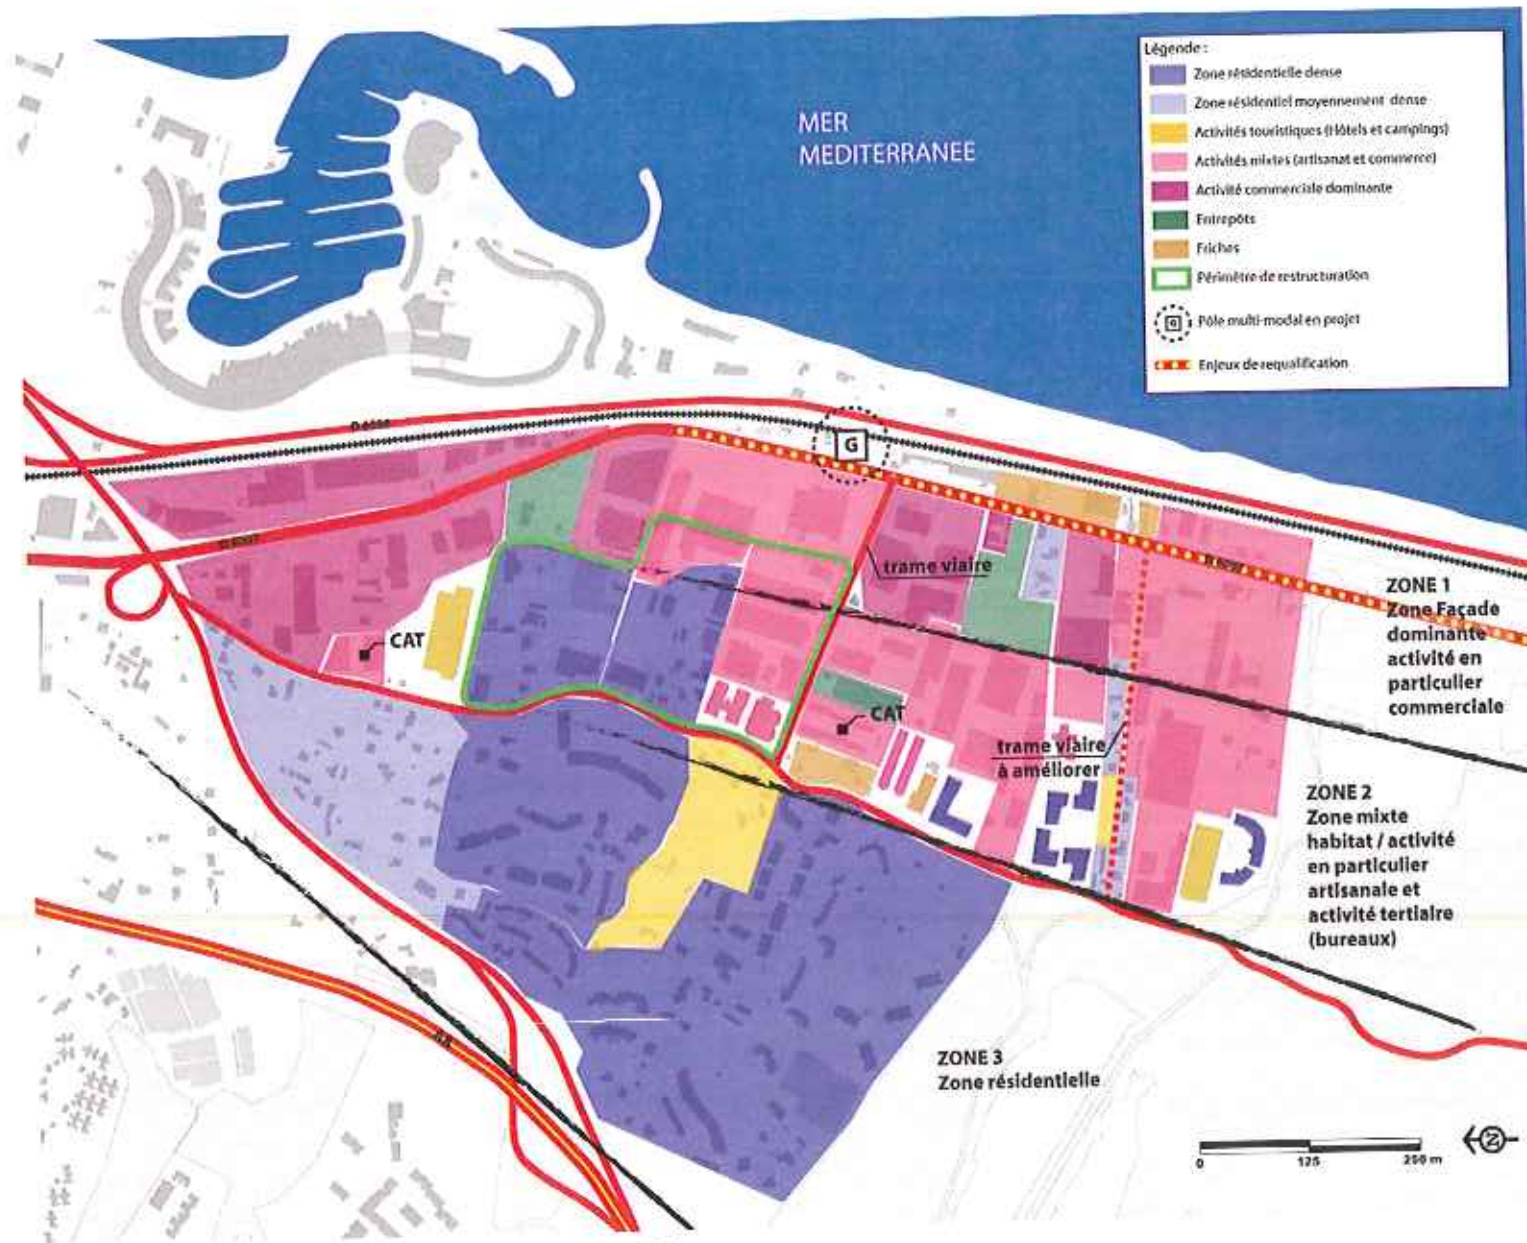 MER
MEDITERRANEE
Légende :
Zone résidentielle dense
Zone résidentiel moyennement dense
Activités touristiques (Hôtels et campings)
Activités mixtes (artisanat et commerce)
Activité commerciale dominante
Entrepôts
Friches
Périmètre de restructuration
G
Pôle multi-modal en projet
Enjeux de requalification
G
trame viaire
CAT
CAT
trame viaire
à améliorer
ZONE 1
Zone Façade
dominante
activité en
particulier
commerciale
ZONE 2
Zone mixte
habitat / activité
en particulier
artisanale et
activité tertiaire
(bureaux)
A8
ZONE 3
Zone résidentielle
0 125 250 m
N